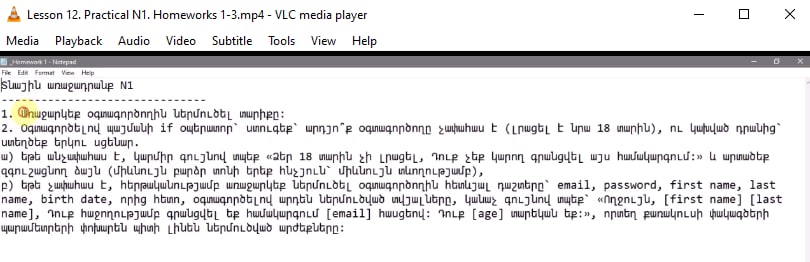 Lesson 12. Practical N1. Homeworks 1-3.mp4 - VLC media player
Media Playback Audio Video Subtitle Tools View Help
_Homework 1 - Notepad
File Edit Format View Help
Տնային առաջադրանք N1
------------------------------
1. Առաջարկեք օգտագործողին ներմուծել տարիքը:
2. Օգտագործելով պայմանի if օպերատոր՝ ստուգեք՝ արդյո՞ք օգտագործողը չափահաս է (լրացել է նրա 18 տարին), ու կախված դրանից՝
ստեղծեք երկու սցենար.
ա) եթե անչափահաս է, կարմիր գույնով տպեք «Ձեր 18 տարին չի լրացել, Դուք չեք կարող գրանցվել այս համակարգում:» և արտածեք
զգուշացնող ձայն (միևնույն բարձր տոնի երեք հնչյուն՝ միևնույն տևողությամբ),
բ) եթե չափահաս է, հերթականությամբ առաջարկեք ներմուծել օգտագործողի հետևյալ դաշտերը՝ email, password, first name, last
name, birth date, որից հետո, օգտագործելով արդեն ներմուծված տվյալները, կանաչ գույնով տպեք՝ «Ողջույն, [first name] [last
name], Դուք հաջողությամբ գրանցվել եք համակարգում [email] հասցեով: Դուք [age] տարեկան եք:», որտեղ քառակուսի փակագծերի
պարամետրերի փոխարեն պիտի լինեն ներմուծված արժեքները: